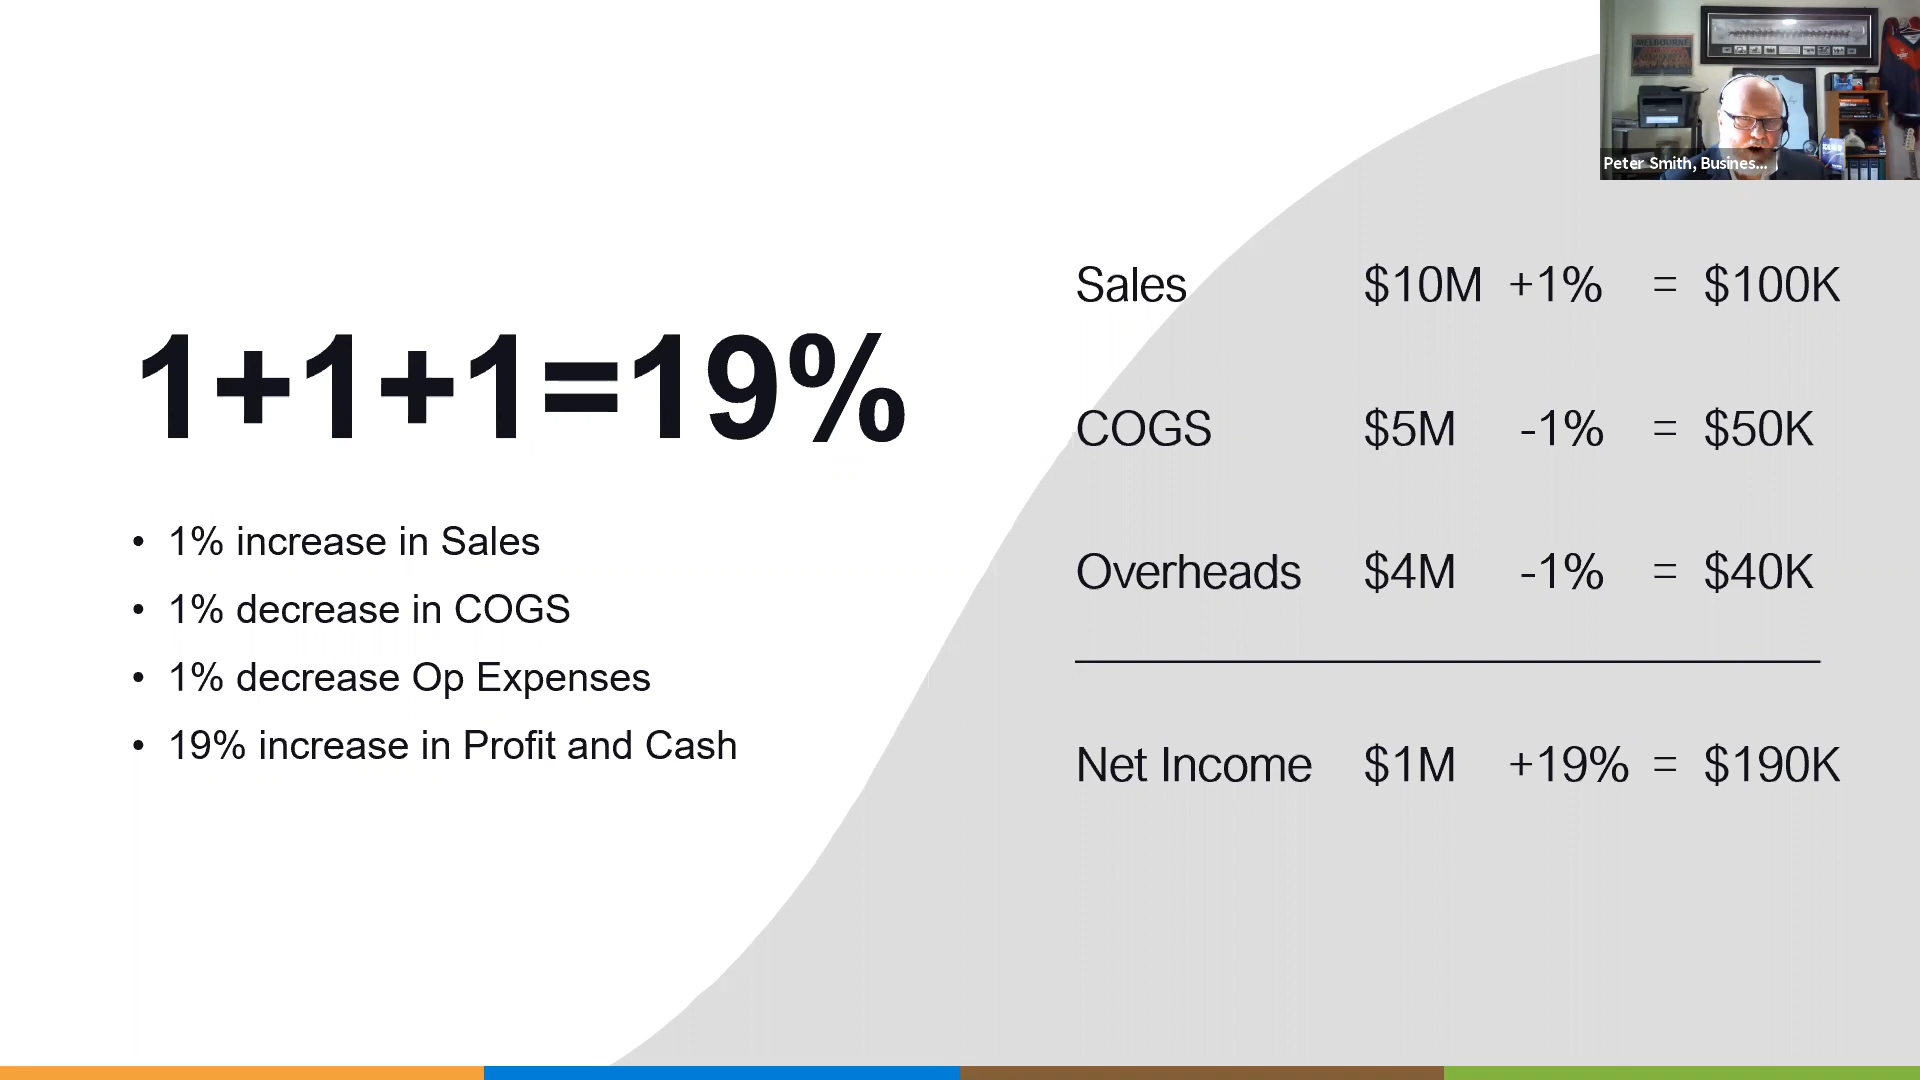 Peter Smith, Busines...
MELBOURNE
1+1+1=19%
• 1% increase in Sales
• 1% decrease in COGS
• 1% decrease Op Expenses
• 19% increase in Profit and Cash
Sales $10M +1% = $100K
COGS $5M -1% = $50K
Overheads $4M -1% = $40K
Net Income $1M +19% = $190K